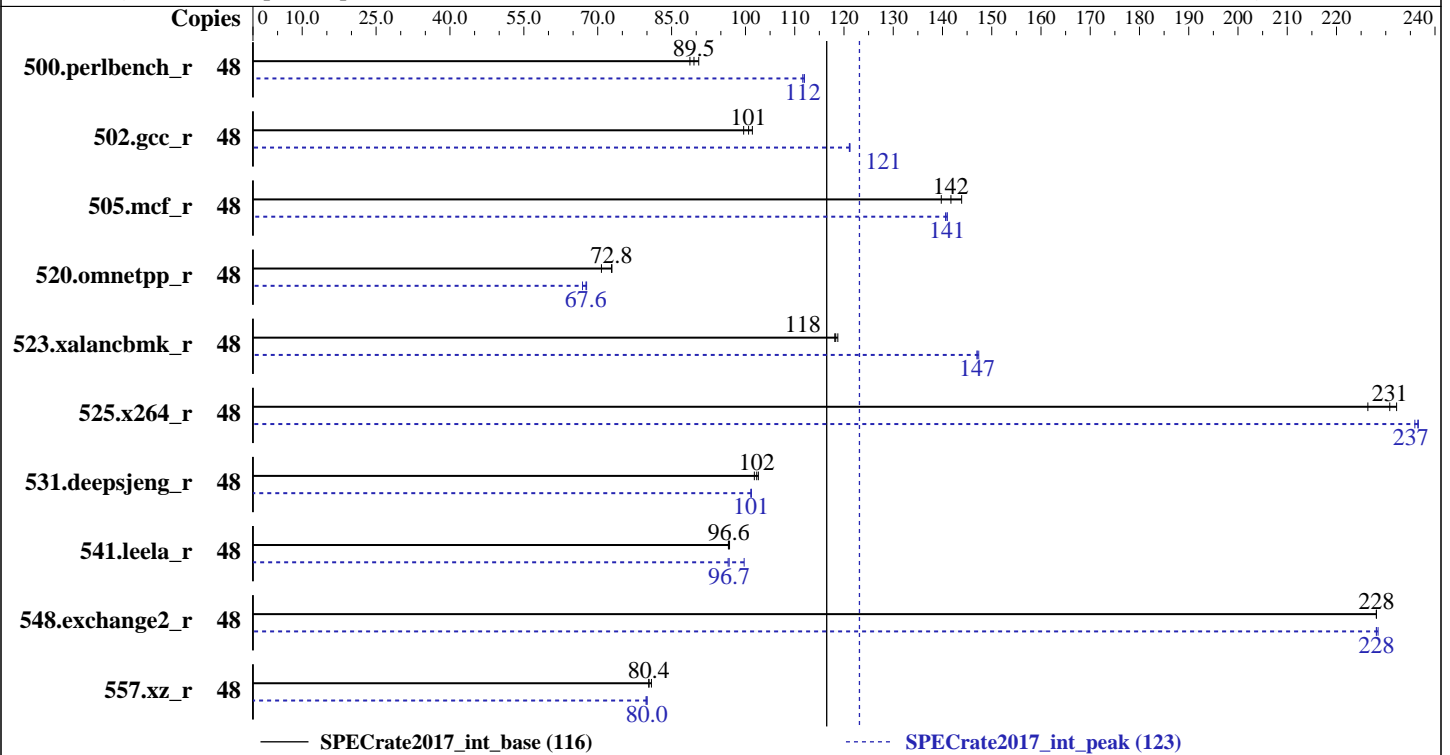 Copies 0 10.0 25.0 40.0 55.0 70.0 85.0 100 110 120 130 140 150 160 170 180 190 200 210 220 220 240
89.5
500.perlbench_r 48
112
101
502.gcc_r 48
121
142
505.mcf_r 48
141
72.8
520.omnetpp_r 48
67.6
118
523.xalancbmk_r 48
147
231
525.x264_r 48
237
102
531.deepsjeng_r 48
101
96.6
541.leela_r 48
96.7
228
548.exchange2_r 48
228
80.4
557.xz_r 48
80.0
SPECrate2017_int_base (116) SPECrate2017_int_peak (123)